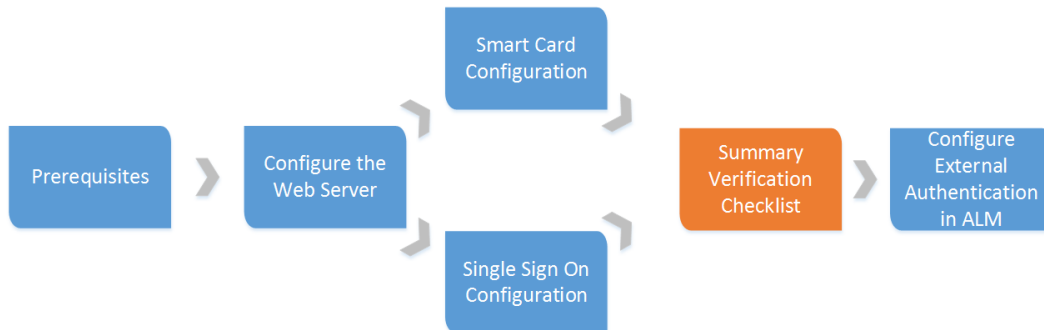 Prerequisites
Configure the
Web Server
Smart Card
Configuration
Single Sign On
Configuration
Summary
Verification
Checklist
Configure
External
Authentication
in ALM